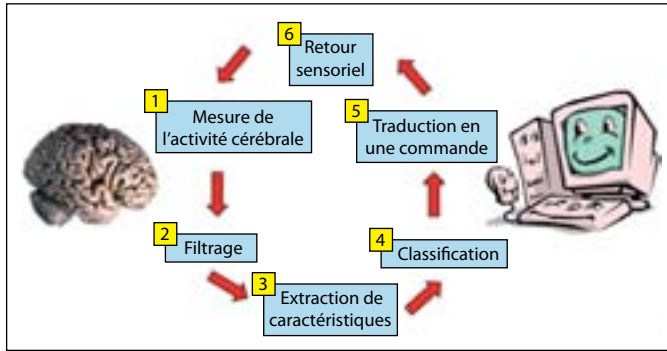 1
Mesure de
l'activité cérébrale
2
Filtrage
3
Extraction de
caractéristiques
4
Classification
5
Traduction en
une commande
6
Retour
sensoriel